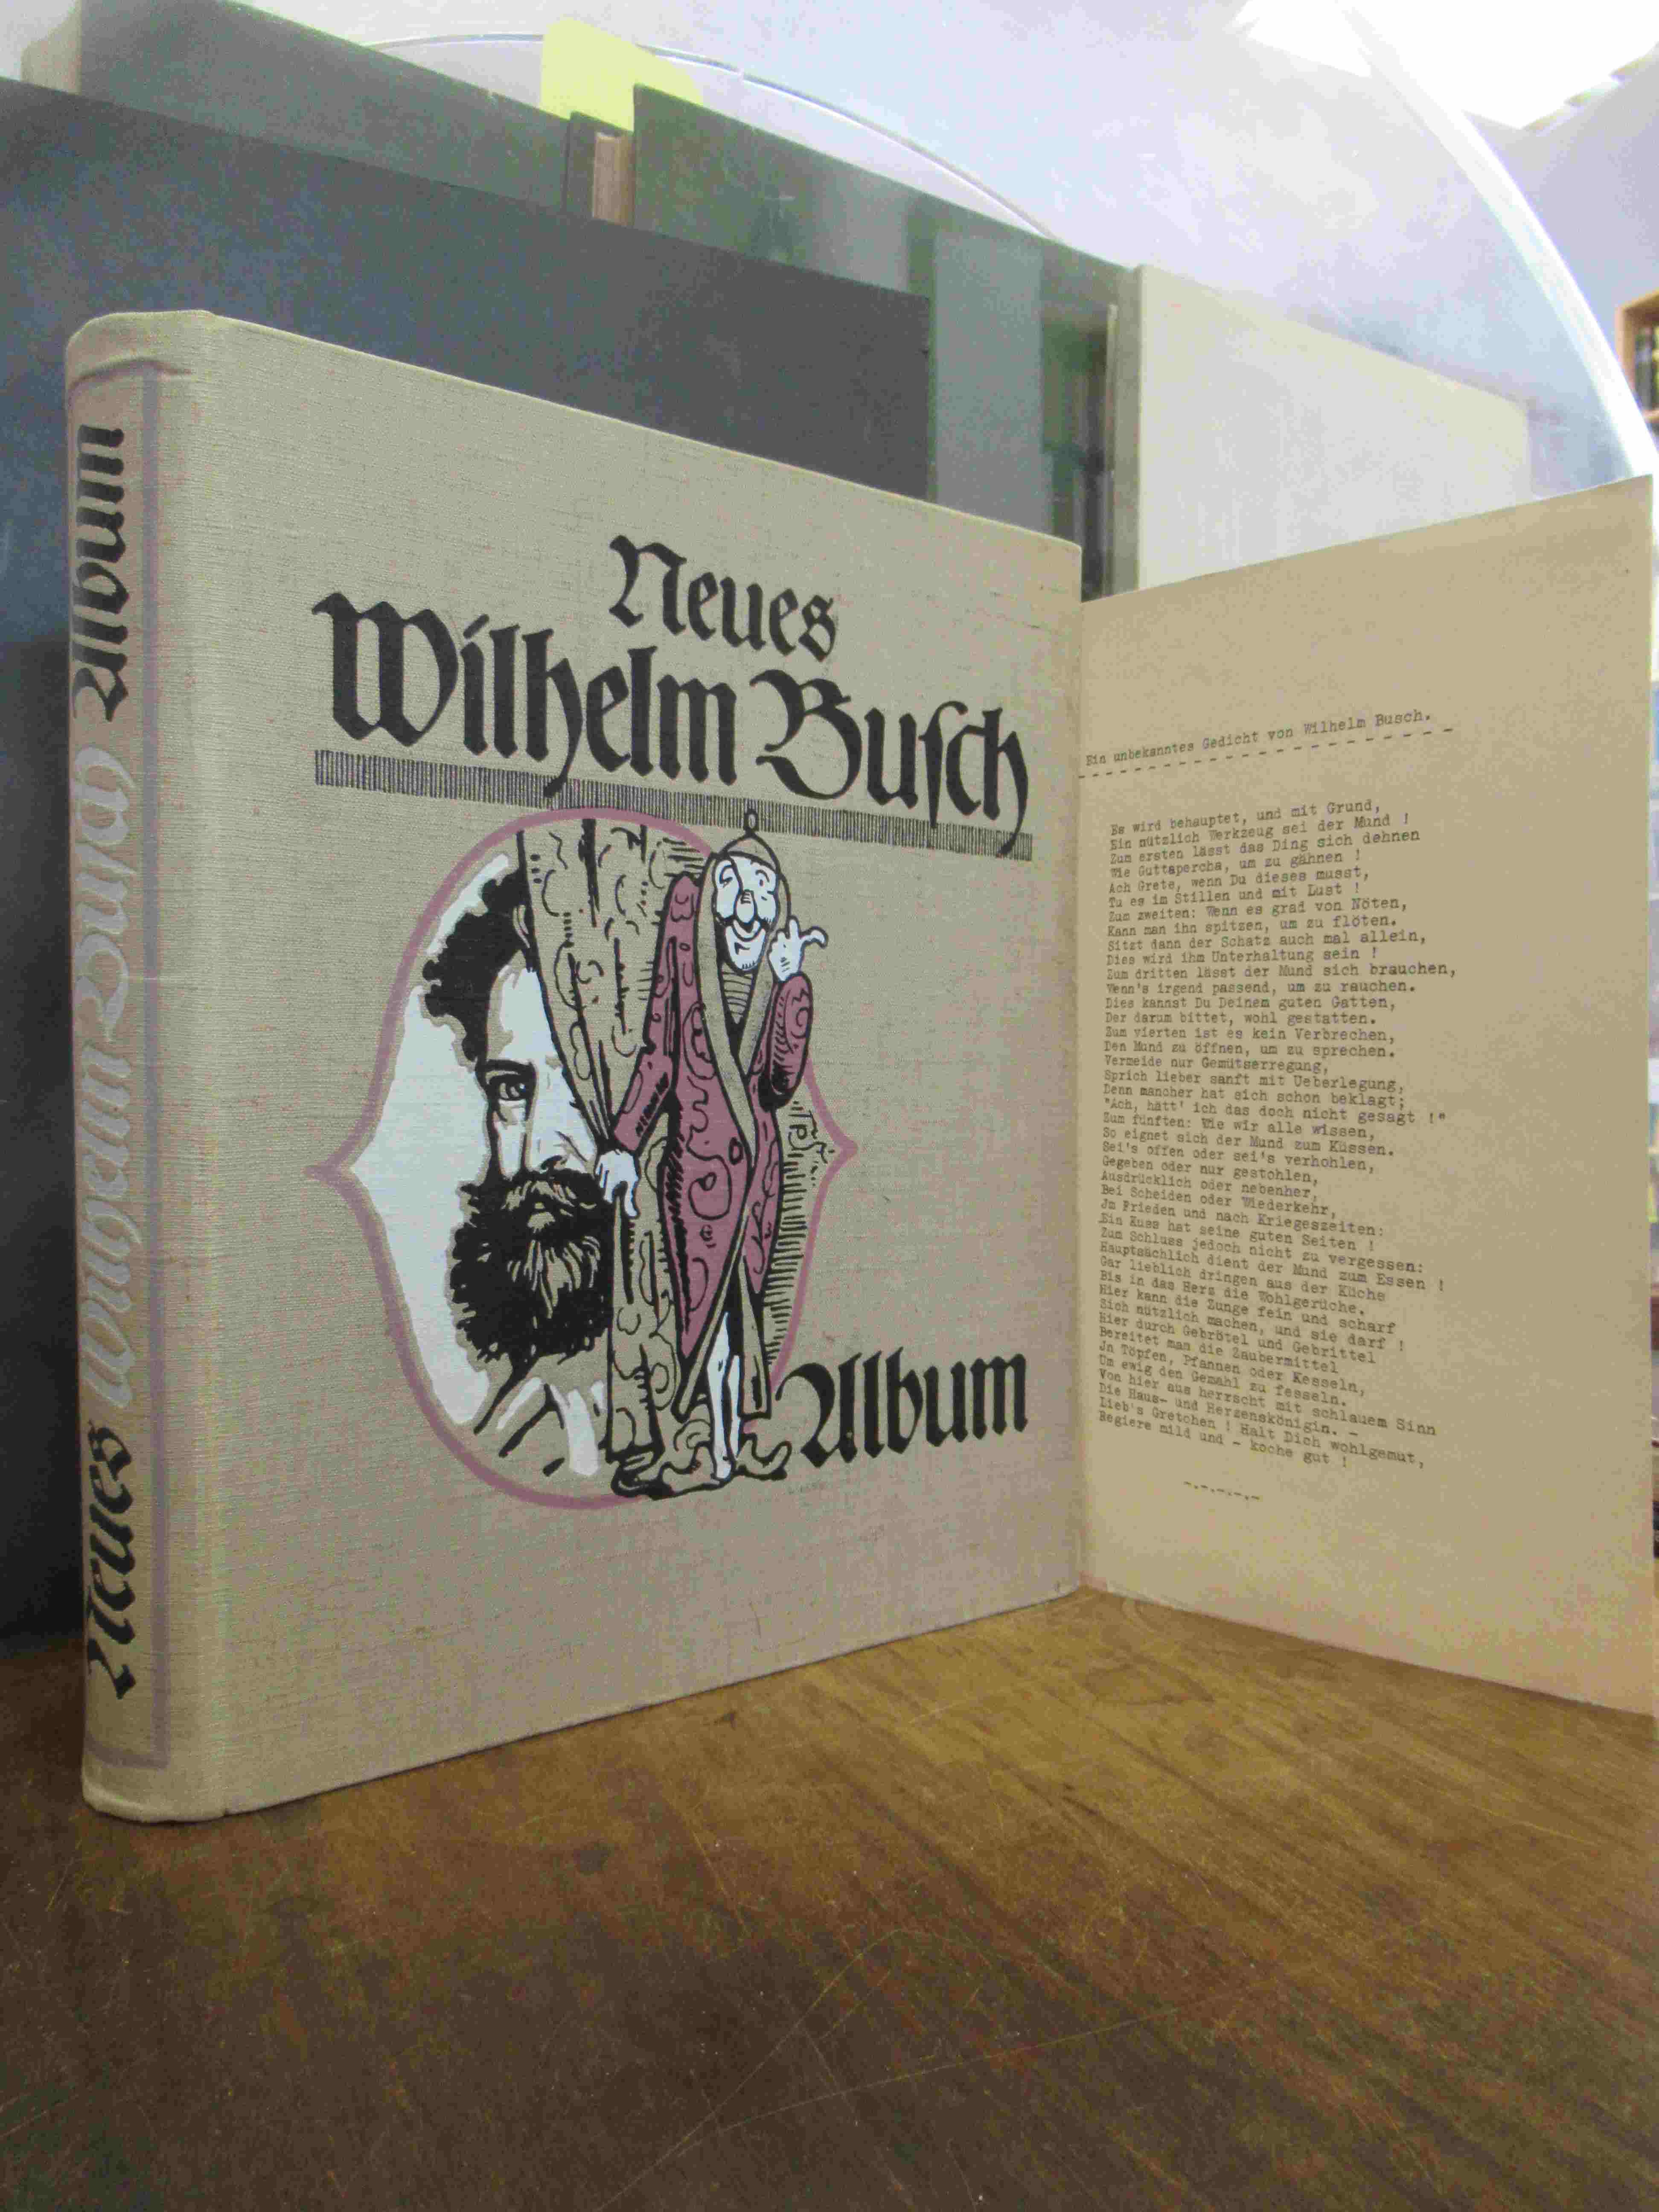 Neues Wilhelm Busch Album
Neues
Wilhelm Busch
Album
Ein unbekanntes Gedicht von Wilhelm Busch.
Es wird behauptet, und mit Grund,
Ein nützlich Werkzeug sei der Mund !
Zum ersten lässt das Ding sich dehnen
Wie Guttapercha, um zu gähnen !
Ach Grete, wenn Du dieses musst,
Tu es im Stillen und mit Lust !
Zum zweiten: Wenn es grad von Nöten,
Kann man ihn spitzen, um zu flöten.
Sitzt dann der Schatz auch mal allein,
Dies wird ihm Unterhaltung sein !
Zum dritten lässt der Mund sich brauchen,
Wenn's irgend passend, um zu rauchen.
Dies kannst Du Deinem guten Gatten,
Der darum bittet, wohl gestatten.
Zum vierten ist es kein Verbrechen,
Den Mund zu öffnen, um zu sprechen.
Vermeide nur Gemütserregung,
Sprich lieber sanft mit Ueberlegung,
Denn mancher hat sich schon beklagt;
"Ach, hätt' ich das doch nicht gesagt !"
Zum fünften: Wie wir alle wissen,
So eignet sich der Mund zum Küssen.
Sei's offen oder sei's verhohlen,
Gegeben oder nur gestohlen,
Ausdrücklich oder nebenher,
Bei Scheiden oder Wiederkehr,
Jm Frieden und nach Kriegeszeiten:
Ein Kuss hat seine guten Seiten !
Zum Schluss jedoch nicht zu vergessen:
Hauptsächlich dient der Mund zum Essen !
Gar lieblich dringen aus der Küche
Bis in das Herz die Wohlgerüche.
Hier kann die Zunge fein und scharf
Sich nützlich machen, und sie darf !
Hier durch Gebrötel und Gebrittel
Bereitet man die Zaubermittel
Jn Töpfen, Pfannen oder Kesseln,
Um ewig den Gemahl zu fesseln.
Von hier aus herrscht mit schlauem Sinn
Die Haus- und Herzenskönigin. -
Lieb's Gretchen ! Halt Dich wohlgemut,
Regiere mild und - koche gut !